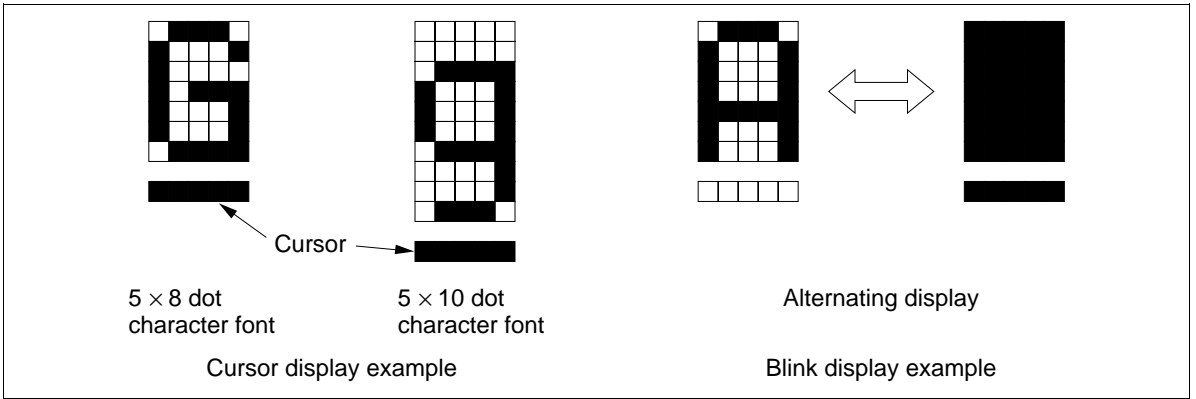 Cursor
5 × 8 dot
character font
5 × 10 dot
character font
Cursor display example
Alternating display
Blink display example